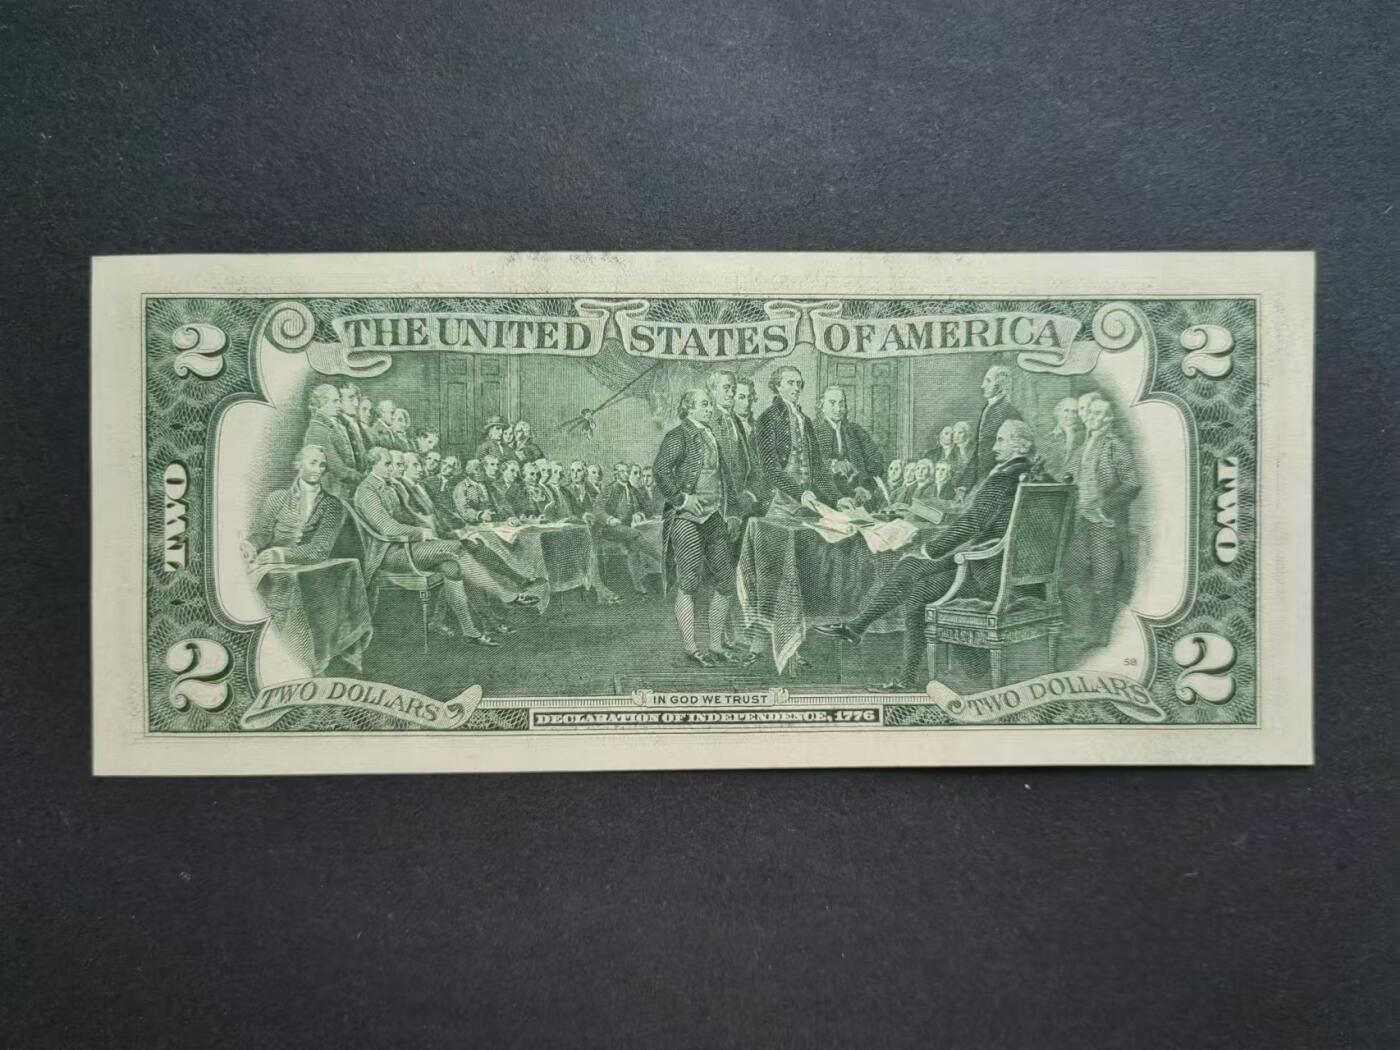 THE UNITED STATES OF AMERICA
2
2
TWO
TWO
58
2
2
TWO DOLLARS
IN GOD WE TRUST
TWO DOLLARS
DECLARATION OF INDEPENDENCE, 1776